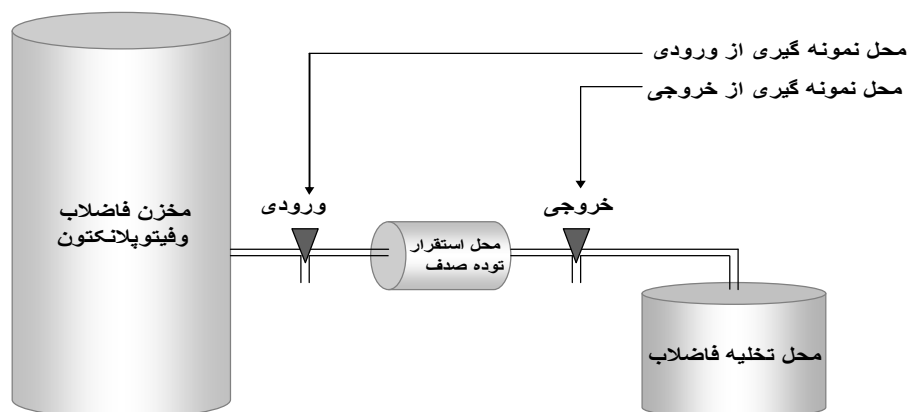 محل نمونه گیری از ورودی
محل نمونه گیری از خروجی
ورودی
خروجی
مخزن فاضلاب
وفیتوپلانکتون
محل استقرار
توده صدف
محل تخلیه فاضلاب